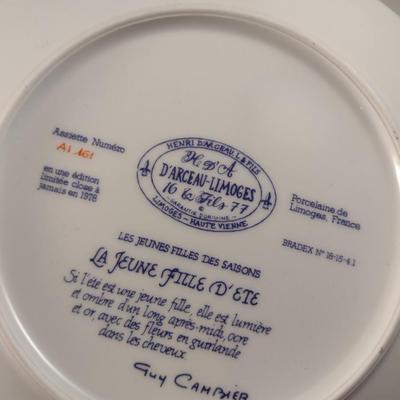 Assiette Numéro
A1 161
en une édition
limitée close à
jamais en 1978
HENRI D'ARCEAU L & FILS
H. D'A
D'ARCEAU-LIMOGES
16 & Fils 77
GARANTIE D'ORIGINE
LIMOGES - HAUTE VIENNE
Porcelaine de
Limoges, France
BRADEX Nº 18-15-4.1
LES JEUNES FILLES DES SAISONS
LA JEUNE FILLE D'ETE
Si l'été est une jeune fille, elle est lumière
et ombre d'un long après-midi, ocre
et or, avec des fleurs en guirlande
dans les cheveux.
GUY CAMBIER